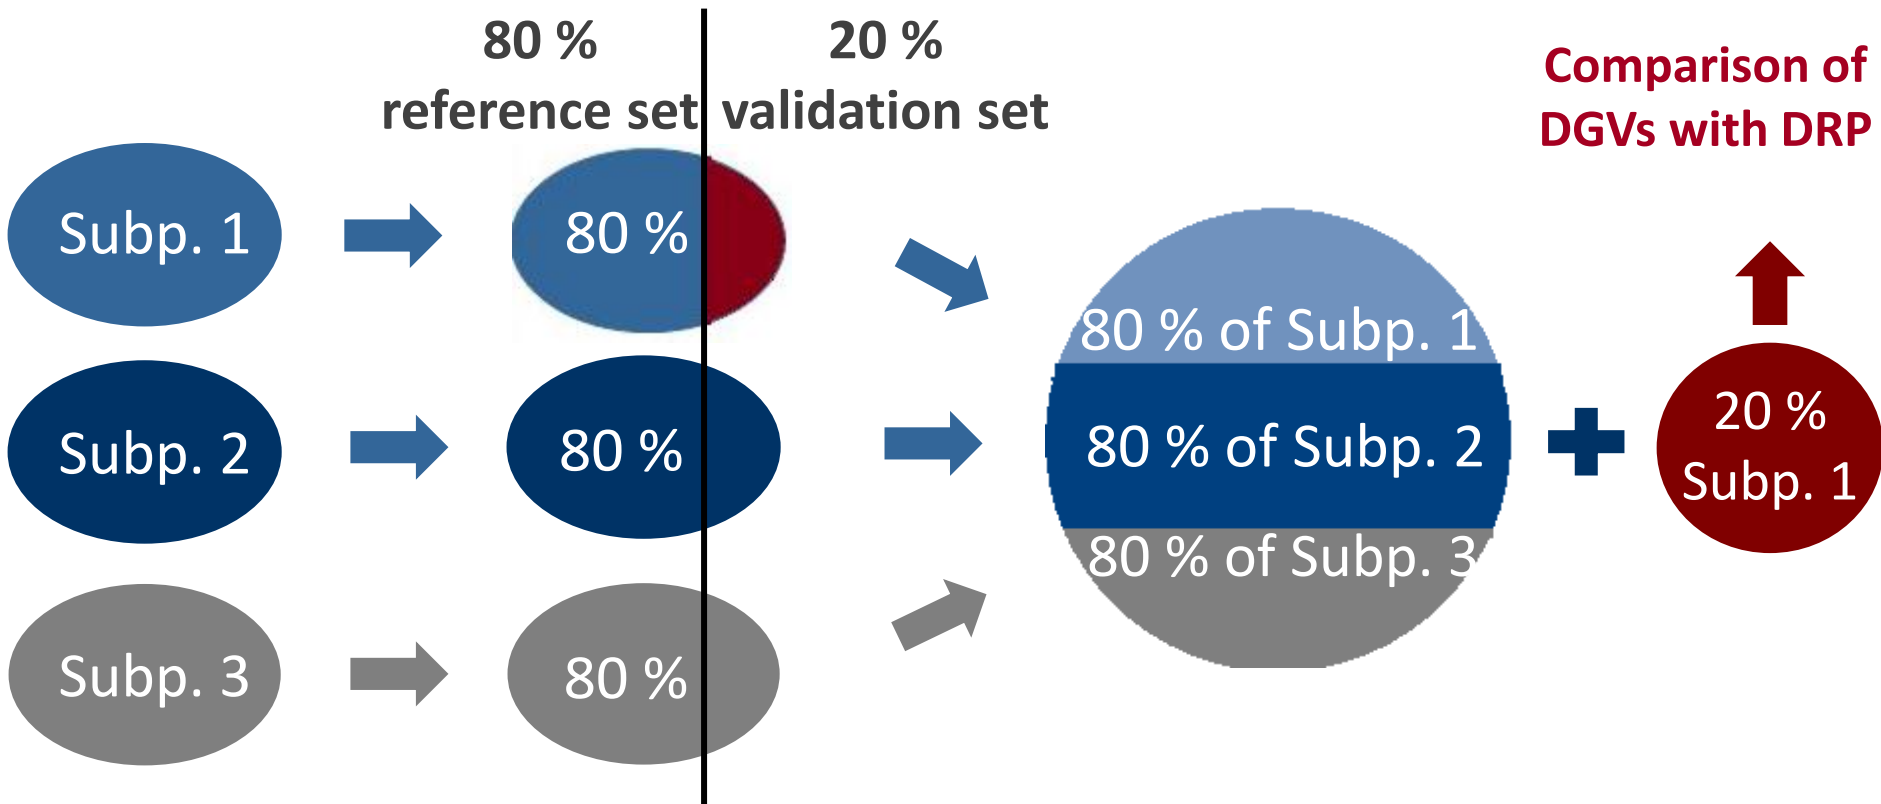 80 %
reference set
20 %
validation set
Comparison of
DGVs with DRP
Subp. 1
80 %
Subp. 2
80 %
Subp. 3
80 %
80 % of Subp. 1
80 % of Subp. 2
80 % of Subp. 3
20 %
Subp. 1